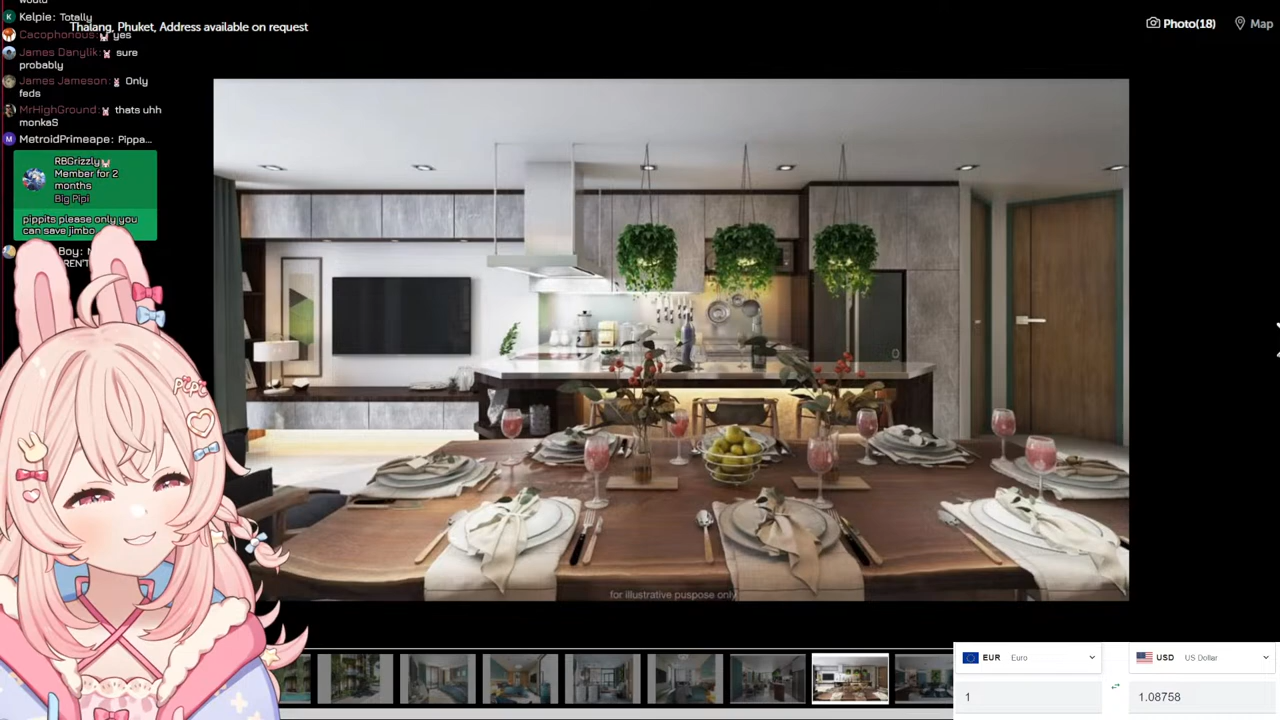 Kelpie: Totally
Thalang, Phuket, Address available on request
Photo(18)
Map
Cacophonous: yes
James Danylik: sure
probably
James Jameson: Only
feds
MrHighGround: thats uhh
monkaS
MetroidPrimeape: Pippa...
RBGrizzly
Member for 2
months
Big Pipi
pippits please only you
can save jimbo
Boy:
Pipi
for illustrative puspose only
EUR Euro
USD US Dollar
1
1.08758